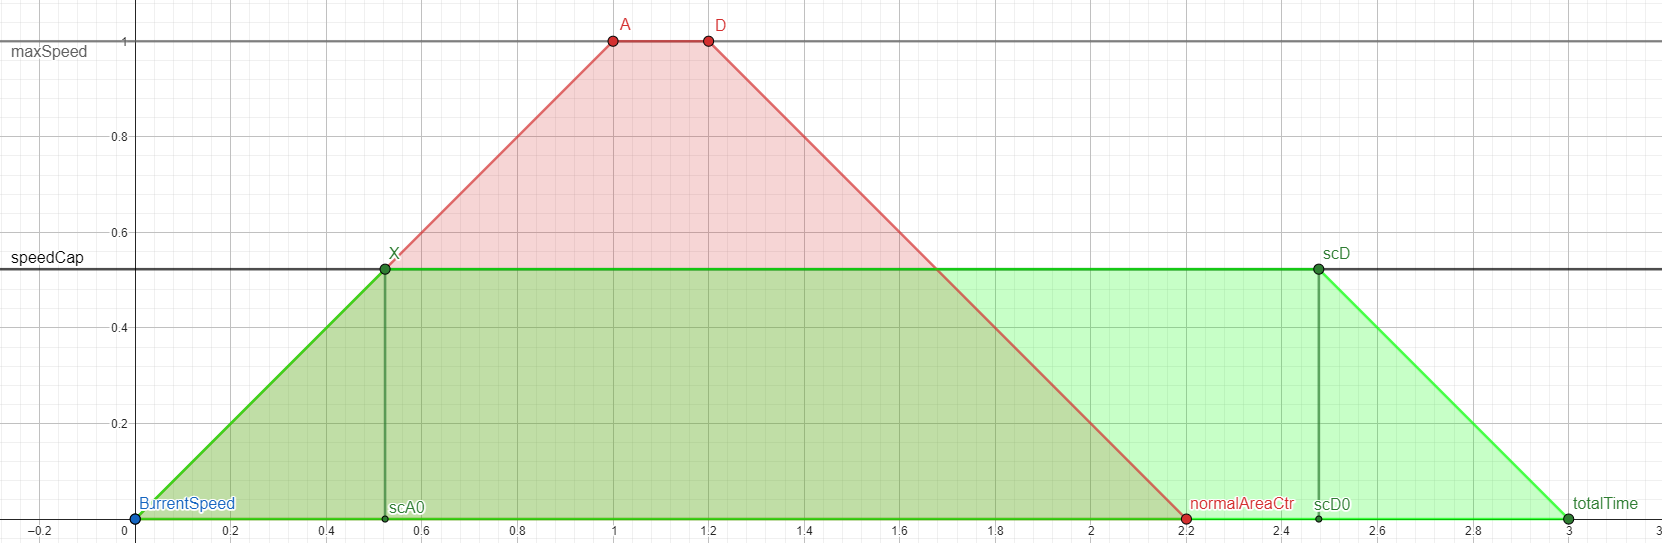 A
D
maxSpeed
1
0.8
0.6
X
scD
speedCap
0.4
0.2
scA0
normalAreaCtr
scD0
totalTime
−0.2
0
0.2
0.4
0.6
0.8
1
1.2
1.4
1.6
1.8
2
2.2
2.4
2.6
2.8
3